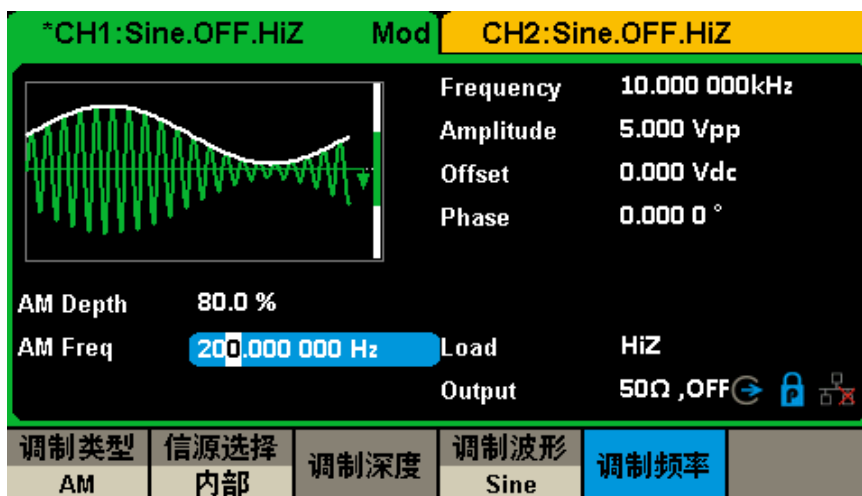 *CH1:Sine.OFF.HiZ Mod CH2:Sine.OFF.HiZ
Frequency 10.000 000kHz
Amplitude 5.000 Vpp
Offset 0.000 Vdc
Phase 0.000 0 °
AM Depth 80.0 %
AM Freq 200.000 000 Hz Load HiZ
Output 50Ω ,OFF P
调制类型 信源选择 调制深度 调制波形 调制频率
AM 内部 Sine